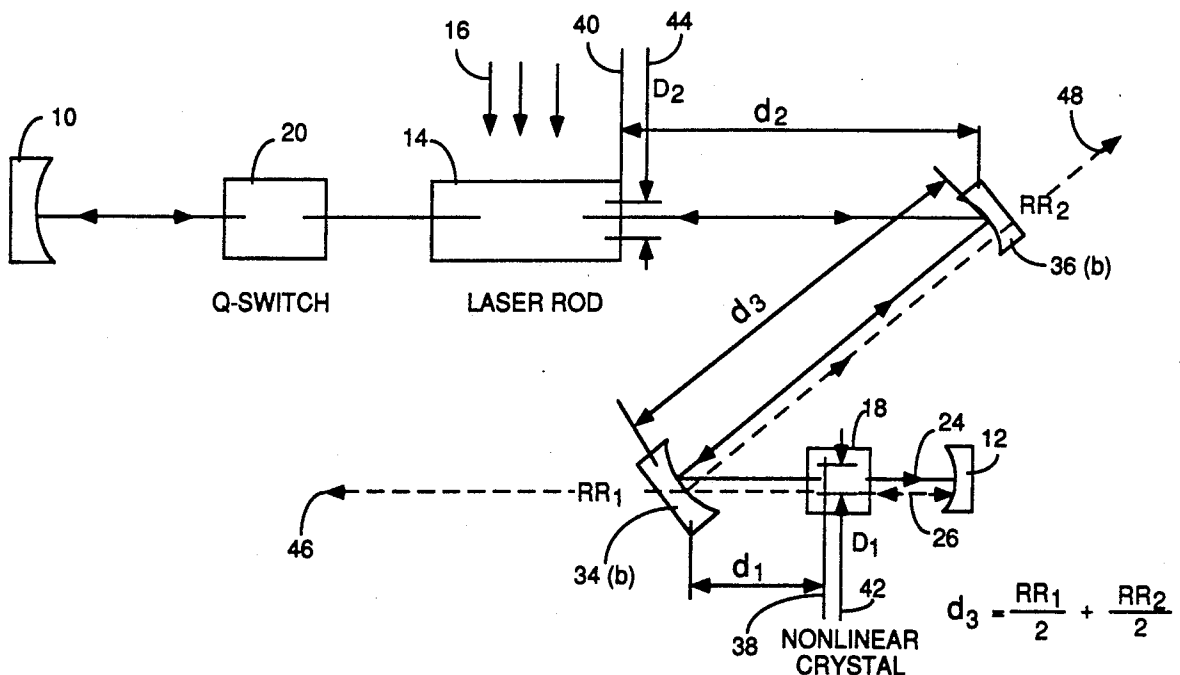 16
40
44
D2
10
20
14
d2
48
RR2
36 (b)
Q-SWITCH
LASER ROD
d3
18
24
12
RR1
46
26
34 (b)
d1
D1
38
42
NONLINEAR
CRYSTAL
d3 = RR1/2 + RR2/2